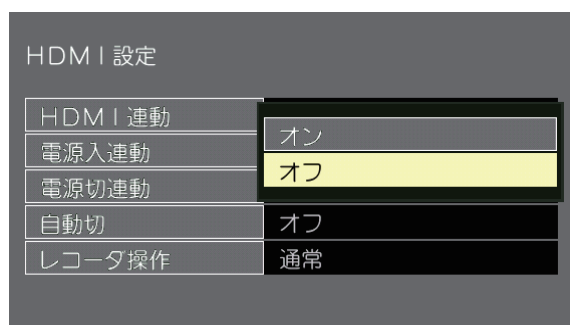 HDMI設定
HDMI連動
オン
電源入連動
オフ
電源切連動
自動切 オフ
レコーダ操作 通常